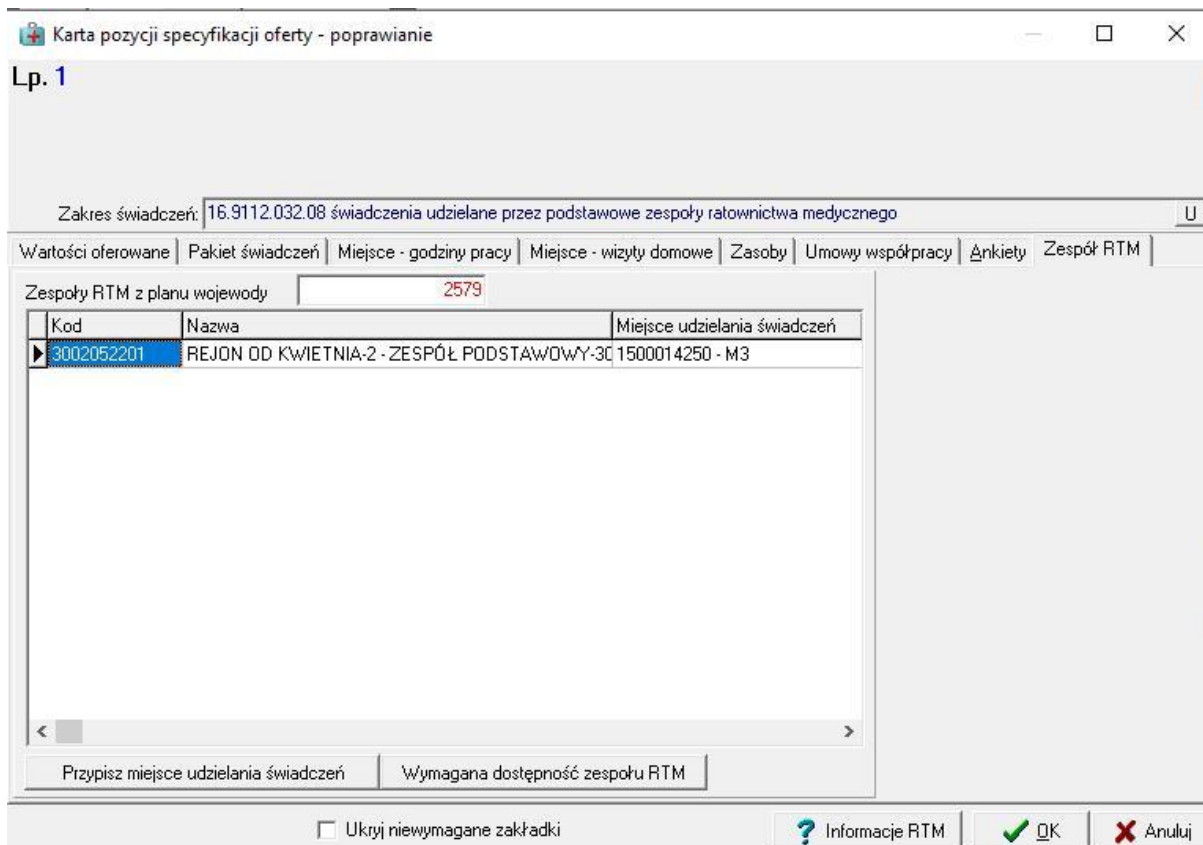 Karta pozycji specyfikacji oferty - poprawianie
Lp. 1
Zakres świadczeń: 16.9112.032.08 świadczenia udzielane przez podstawowe zespoły ratownictwa medycznego U
Wartości oferowane Pakiet świadczeń Miejsce - godziny pracy Miejsce - wizyty domowe Zasoby Umowy współpracy Ankiety Zespół RTM
Zespoły RTM z planu wojewody 2579
Kod Nazwa Miejsce udzielania świadczeń
3002052201 REJON OD KWIETNIA-2 - ZESPÓŁ PODSTAWOWY-30 1500014250 - M3
Przypisz miejsce udzielania świadczeń Wymagana dostępność zespołu RTM
Ukryj niewymagane zakładki ? Informacje RTM OK Anuluj